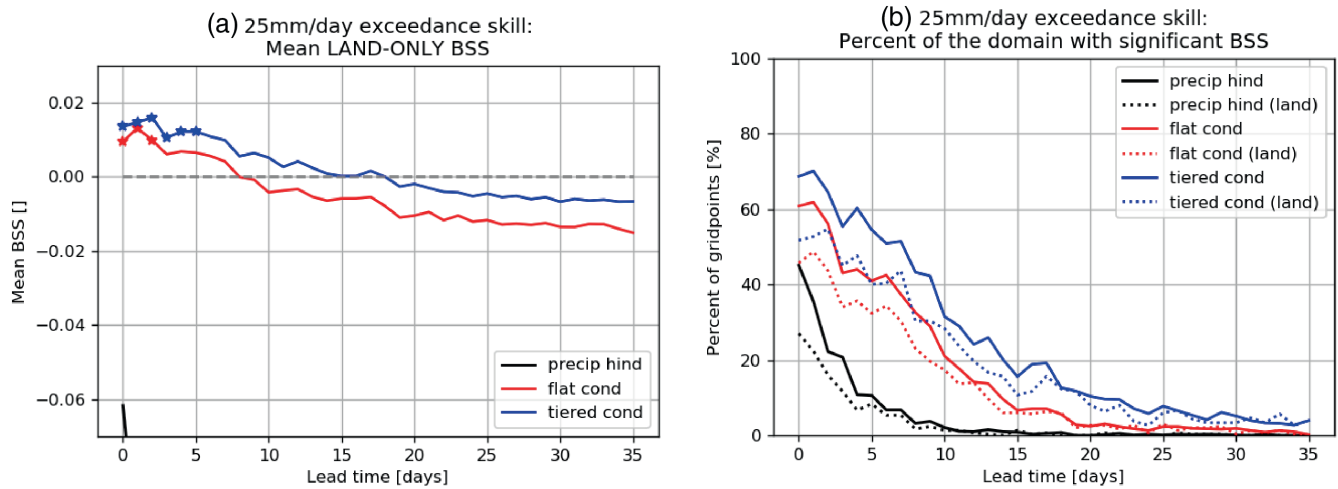 (a) 25mm/day exceedance skill:
Mean LAND-ONLY BSS
Mean BSS []
0.02
0.00
−0.02
−0.04
−0.06
precip hind
flat cond
tiered cond
0 5 10 15 20 25 30 35
Lead time [days]
(b) 25mm/day exceedance skill:
Percent of the domain with significant BSS
Percent of gridpoints [%]
100
80
60
40
20
0
precip hind
precip hind (land)
flat cond
flat cond (land)
tiered cond
tiered cond (land)
0 5 10 15 20 25 30 35
Lead time [days]